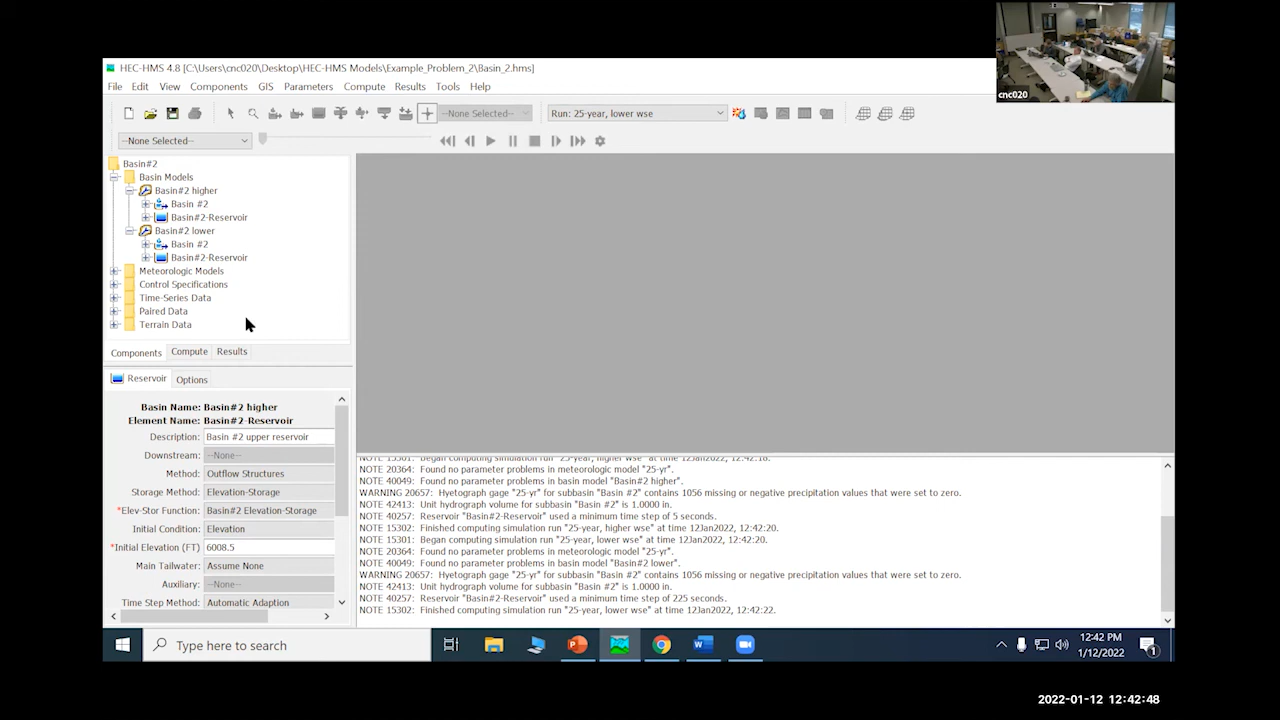 HEC-HMS 4.8 [C:\Users\cnc020\Desktop\HEC-HMS Models\Example_Problem_2\Basin_2.hms]
File Edit View Components GIS Parameters Compute Results Tools Help
cnc020
--None Selected-- Run: 25-year, lower wse
--None Selected--
Basin#2
Basin Models
Basin#2 higher
Basin #2
Basin#2-Reservoir
Basin#2 lower
Basin #2
Basin#2-Reservoir
Meteorologic Models
Control Specifications
Time-Series Data
Paired Data
Terrain Data
Components Compute Results
Reservoir Options
Basin Name: Basin#2 higher
Element Name: Basin#2-Reservoir
Description: Basin #2 upper reservoir
Downstream: --None--
Method: Outflow Structures
Storage Method: Elevation-Storage
*Elev-Stor Function: Basin#2 Elevation-Storage
Initial Condition: Elevation
*Initial Elevation (FT) 6008.5
Main Tailwater: Assume None
Auxiliary: --None--
Time Step Method: Automatic Adaption
NOTE 15301: Began computing simulation run "25-year, higher wse" at time 12Jan2022, 12:42:18.
NOTE 20364: Found no parameter problems in meteorologic model "25-yr".
NOTE 40049: Found no parameter problems in basin model "Basin#2 higher".
WARNING 20657: Hyetograph gage "25-yr" for subbasin "Basin #2" contains 1056 missing or negative precipitation values that were set to zero.
NOTE 42413: Unit hydrograph volume for subbasin "Basin #2" is 1.0000 in.
NOTE 40257: Reservoir "Basin#2-Reservoir" used a minimum time step of 5 seconds.
NOTE 15302: Finished computing simulation run "25-year, higher wse" at time 12Jan2022, 12:42:20.
NOTE 15301: Began computing simulation run "25-year, lower wse" at time 12Jan2022, 12:42:20.
NOTE 20364: Found no parameter problems in meteorologic model "25-yr".
NOTE 40049: Found no parameter problems in basin model "Basin#2 lower".
WARNING 20657: Hyetograph gage "25-yr" for subbasin "Basin #2" contains 1056 missing or negative precipitation values that were set to zero.
NOTE 42413: Unit hydrograph volume for subbasin "Basin #2" is 1.0000 in.
NOTE 40257: Reservoir "Basin#2-Reservoir" used a minimum time step of 225 seconds.
NOTE 15302: Finished computing simulation run "25-year, lower wse" at time 12Jan2022, 12:42:22.
Type here to search
12:42 PM
1/12/2022
1
2022-01-12 12:42:48